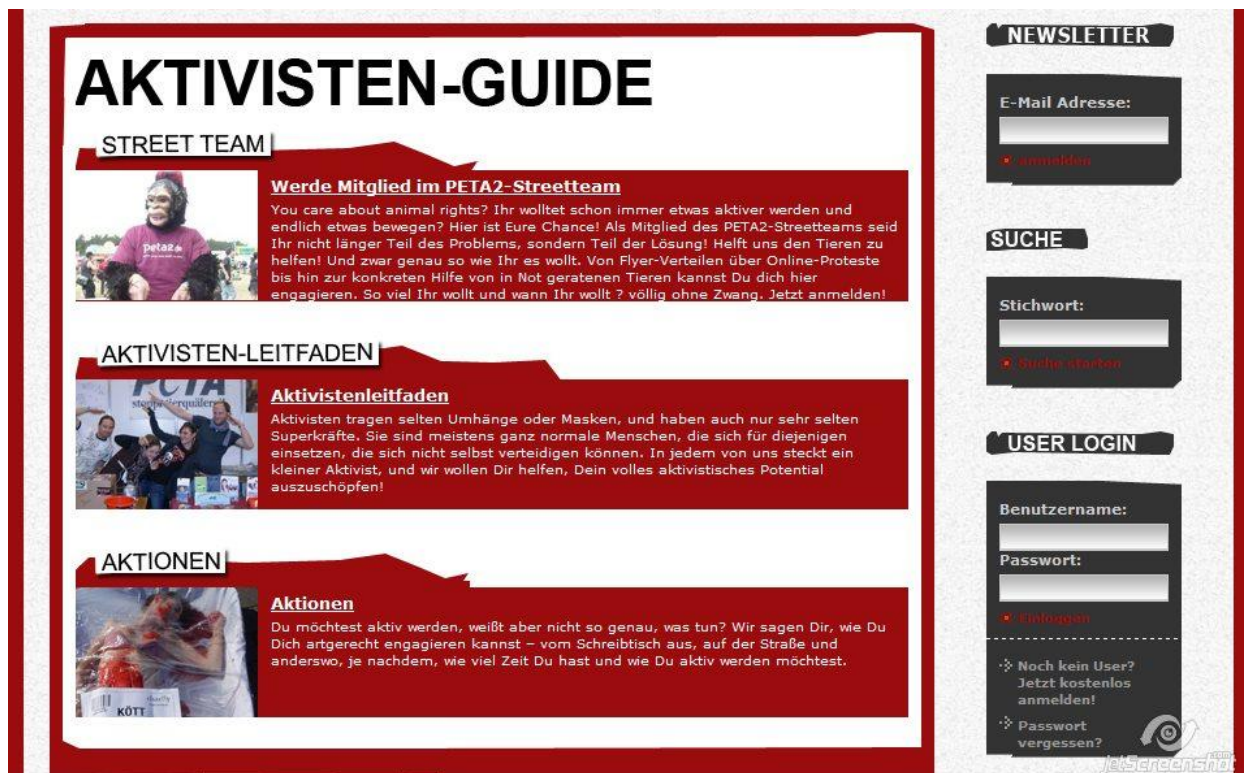 AKTIVISTEN-GUIDE
STREET TEAM
peta2.de
Werde Mitglied im PETA2-Streetteam
You care about animal rights? Ihr wolltet schon immer etwas aktiver werden und
endlich etwas bewegen? Hier ist Eure Chance! Als Mitglied des PETA2-Streetteams seid
Ihr nicht länger Teil des Problems, sondern Teil der Lösung! Helft uns den Tieren zu
helfen! Und zwar genau so wie Ihr es wollt. Von Flyer-Verteilen über Online-Proteste
bis hin zur konkreten Hilfe von in Not geratenen Tieren kannst Du dich hier
engagieren. So viel Ihr wollt und wann Ihr wollt ? völlig ohne Zwang. Jetzt anmelden!
AKTIVISTEN-LEITFADEN
PETA
Aktivistenleitfaden
Aktivisten tragen selten Umhänge oder Masken, und haben auch nur sehr selten
Superkräfte. Sie sind meistens ganz normale Menschen, die sich für diejenigen
einsetzen, die sich nicht selbst verteidigen können. In jedem von uns steckt ein
kleiner Aktivist, und wir wollen Dir helfen, Dein volles aktivistisches Potential
auszuschöpfen!
AKTIONEN
KÖTT
Aktionen
Du möchtest aktiv werden, weißt aber nicht so genau, was tun? Wir sagen Dir, wie Du
Dich artgerecht engagieren kannst – vom Schreibtisch aus, auf der Straße und
anderswo, je nachdem, wie viel Zeit Du hast und wie Du aktiv werden möchtest.
NEWSLETTER
E-Mail Adresse:
anmelden
SUCHE
Stichwort:
Suche starten
USER LOGIN
Benutzername:
Passwort:
Einloggen
Noch kein User?
Jetzt kostenlos
anmelden!
Passwort
vergessen?
jetScreenshot
.com